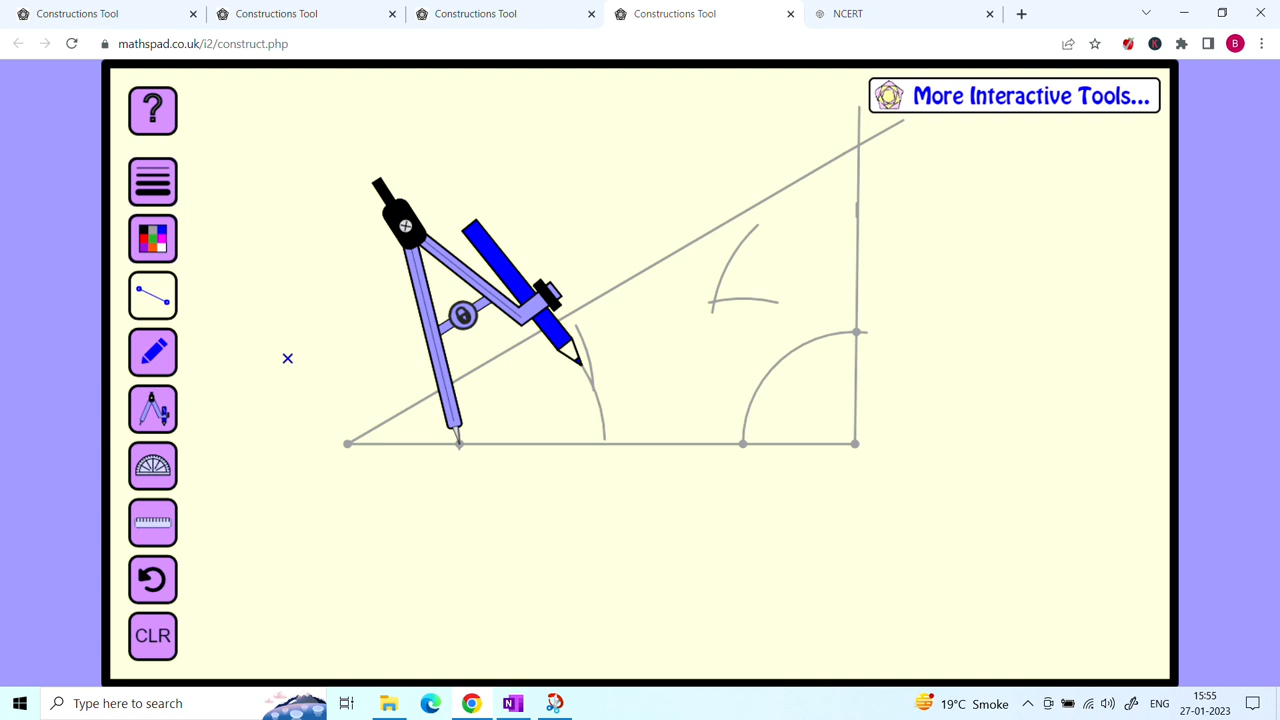 Constructions Tool
Constructions Tool
Constructions Tool
Constructions Tool
NCERT
mathspad.co.uk/i2/construct.php
B
?
More Interactive Tools...
CLR
Type here to search
N
19°C Smoke
ENG
15:55
27-01-2023